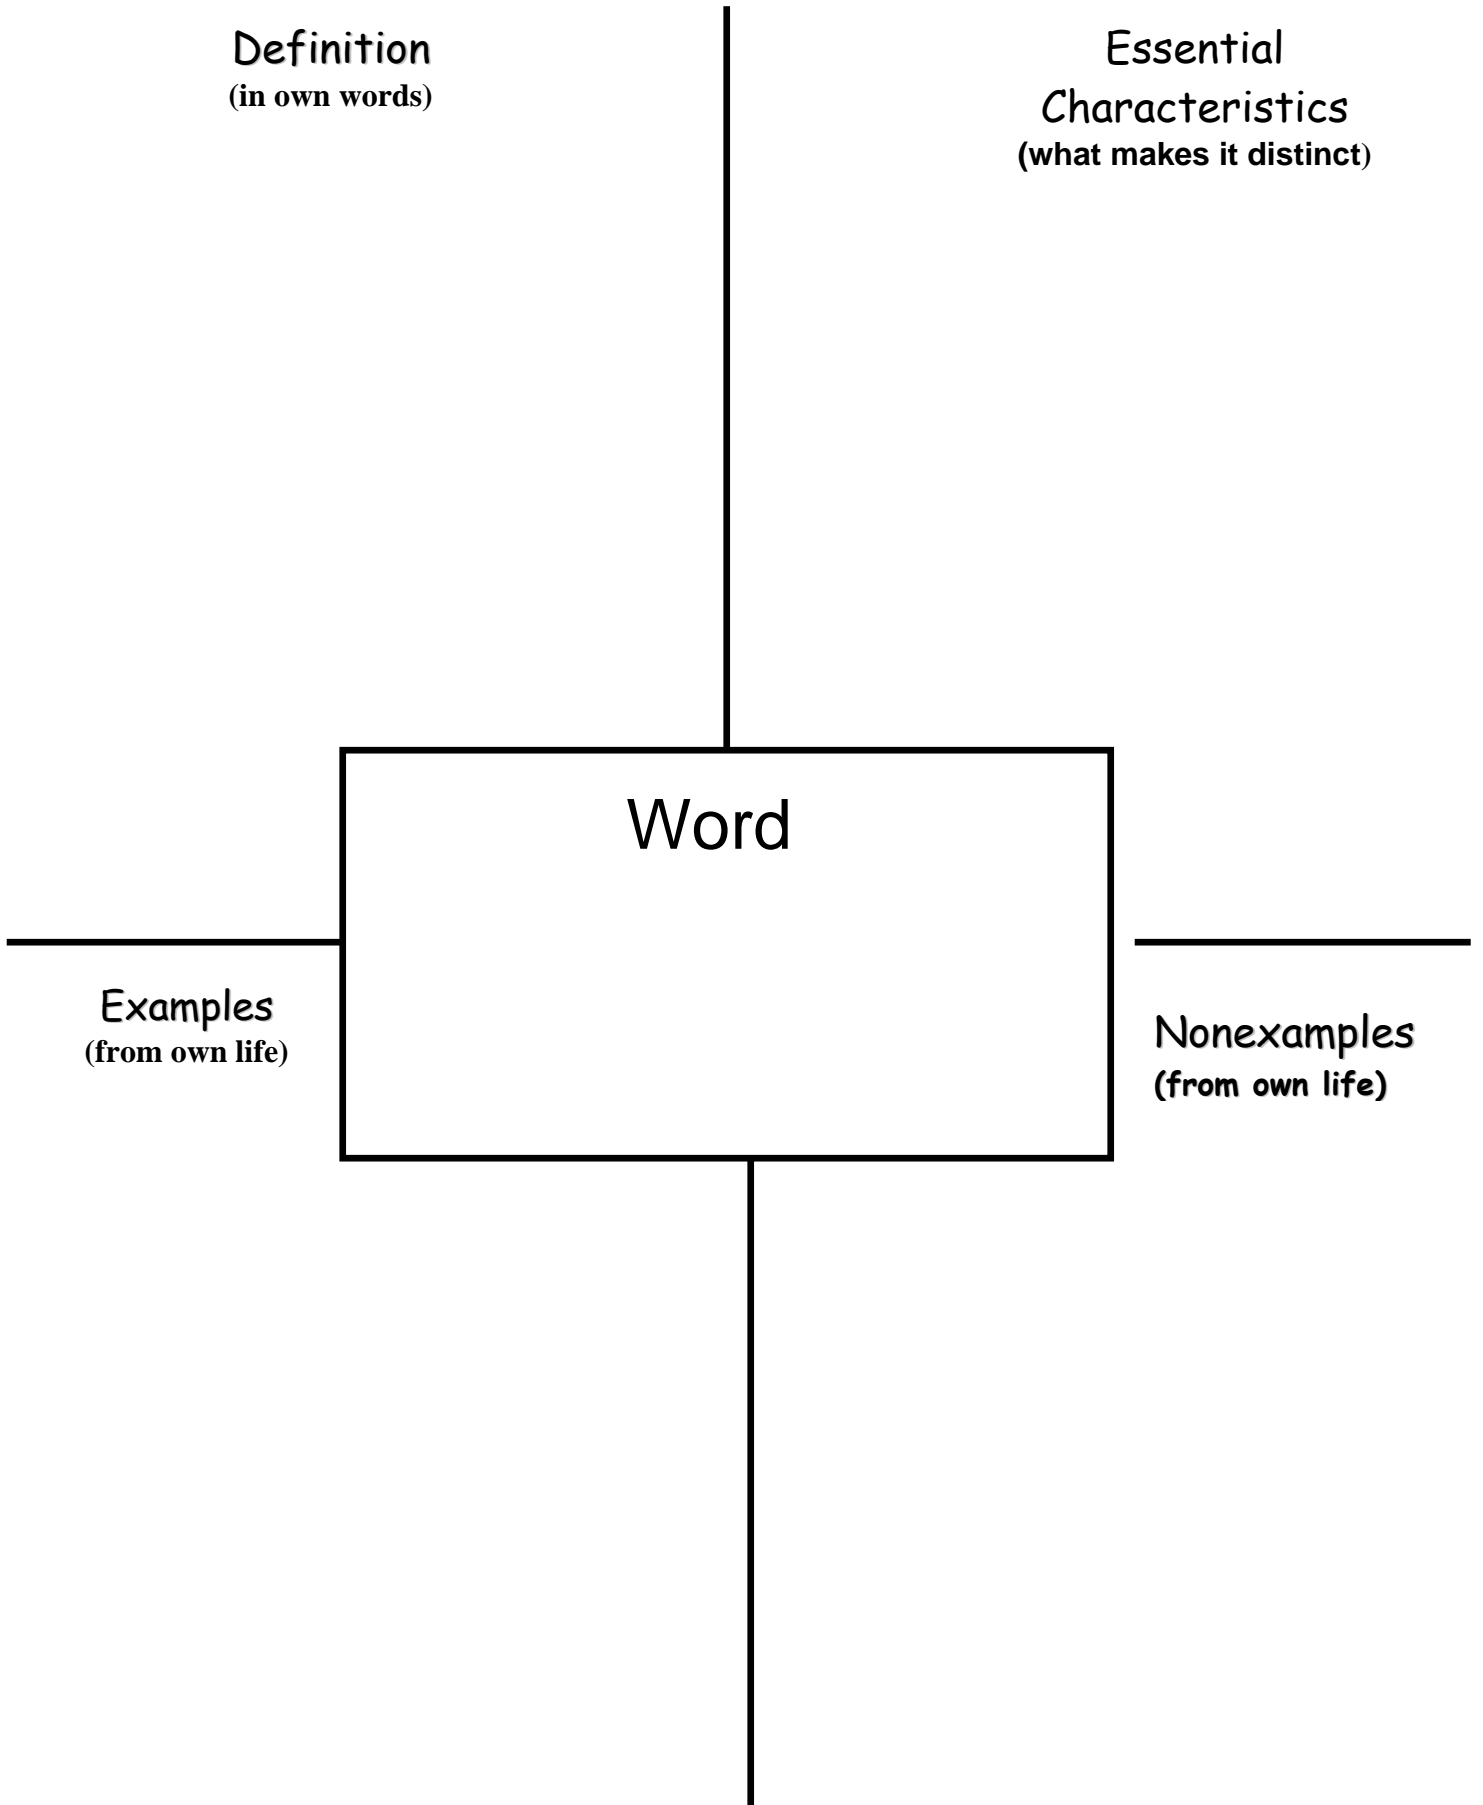 Definition
(in own words)
Essential
Characteristics
(what makes it distinct)
Word
Examples
(from own life)
Nonexamples
(from own life)